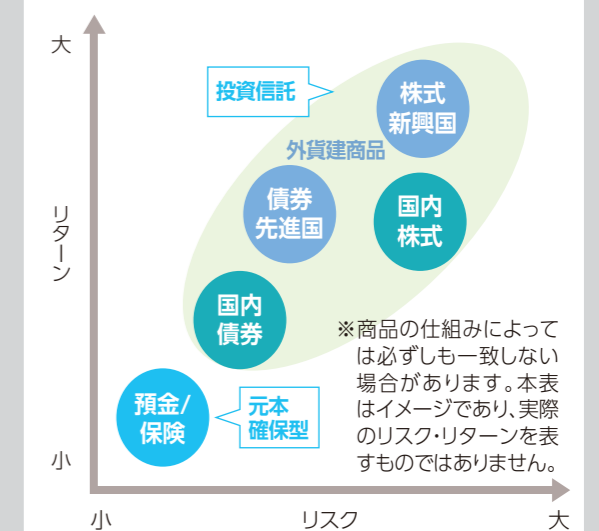 大
投資信託
株式
新興国
外貨建商品
債券
先進国
国内
株式
リターン
国内
債券
※商品の仕組みによって
は必ずしも一致しない
場合があります。本表
はイメージであり、実際
のリスク・リターンを表
すものではありません。
預金/
保険
元本
確保型
小
小
リスク
大